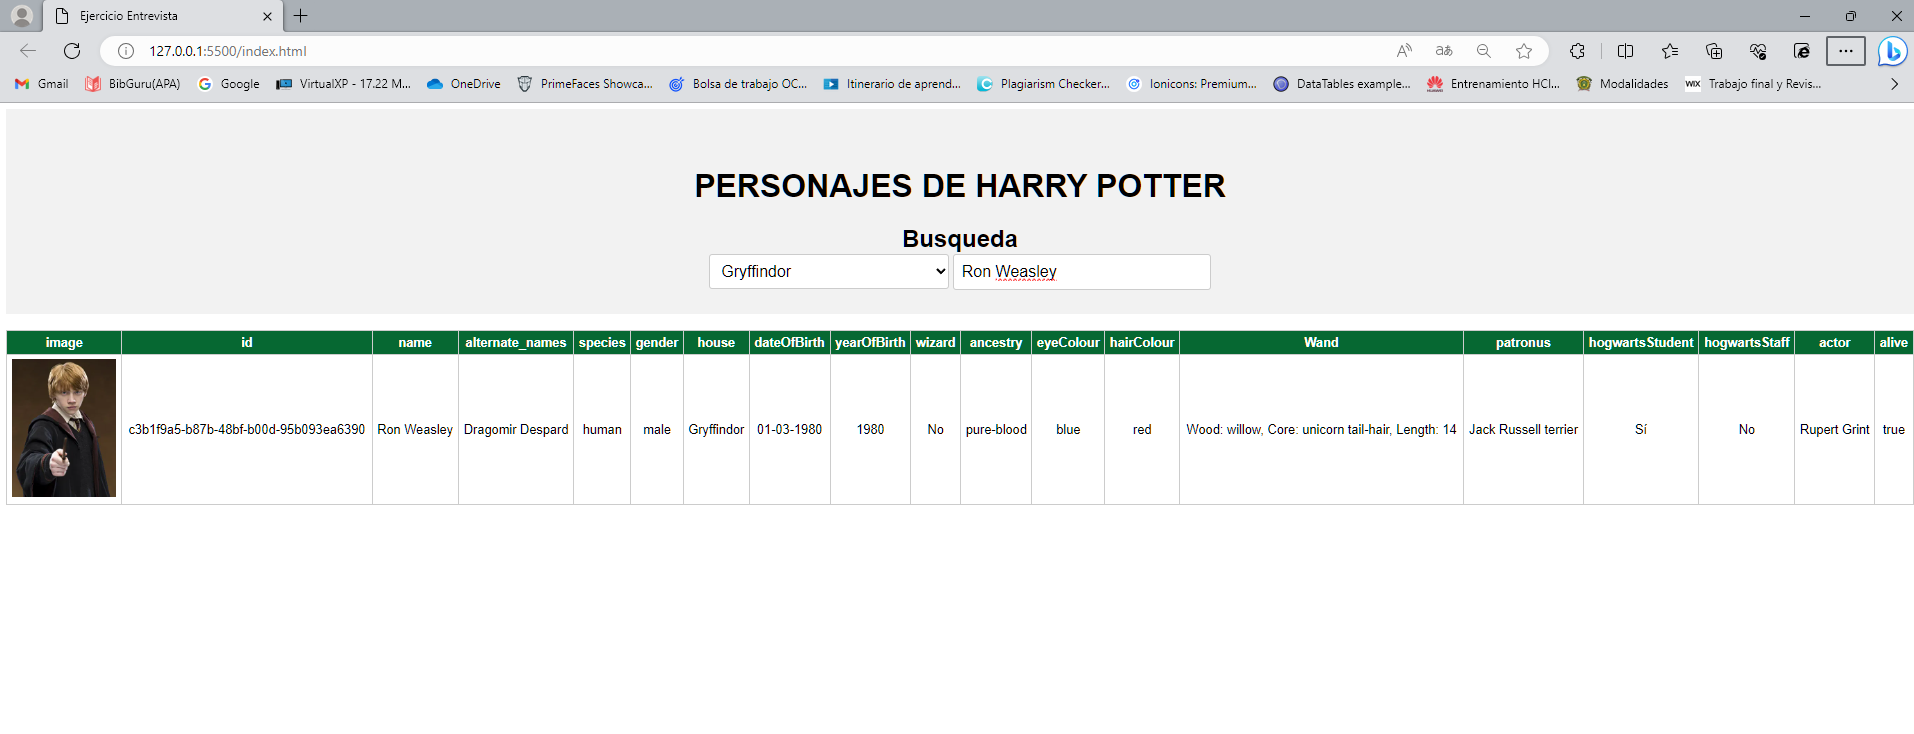 Ejercicio Entrevista
127.0.0.1:5500/index.html
Gmail BibGuru(APA) Google VirtualXP - 17.22 M... OneDrive PrimeFaces Showca... Bolsa de trabajo OC... Itinerario de aprend... Plagiarism Checker... Ionicons: Premium... DataTables example... Entrenamiento HCI... Modalidades WIX Trabajo final y Revis...
PERSONAJES DE HARRY POTTER
Busqueda
Gryffindor Ron Weasley
image id name alternate_names species gender house dateOfBirth yearOfBirth wizard ancestry eyeColour hairColour Wand patronus hogwartsStudent hogwartsStaff actor alive
c3b1f9a5-b87b-48bf-b00d-95b093ea6390 Ron Weasley Dragomir Despard human male Gryffindor 01-03-1980 1980 No pure-blood blue red Wood: willow, Core: unicorn tail-hair, Length: 14 Jack Russell terrier Sí No Rupert Grint true